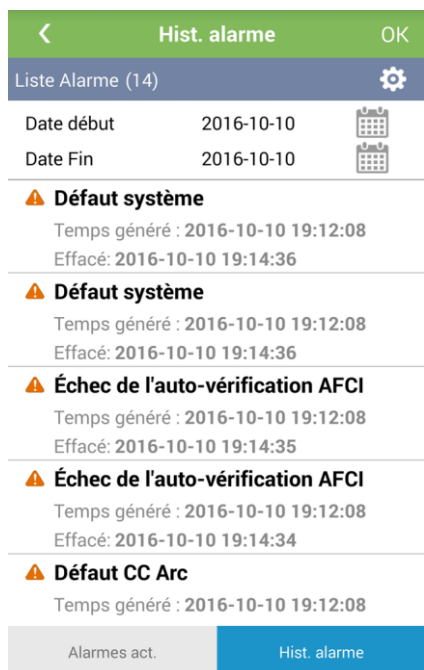 Hist. alarme OK
Liste Alarme (14)
Date début 2016-10-10
Date Fin 2016-10-10
Défaut système
Temps généré : 2016-10-10 19:12:08
Effacé: 2016-10-10 19:14:36
Défaut système
Temps généré : 2016-10-10 19:12:08
Effacé: 2016-10-10 19:14:36
Échec de l'auto-vérification AFCI
Temps généré : 2016-10-10 19:12:08
Effacé: 2016-10-10 19:14:35
Échec de l'auto-vérification AFCI
Temps généré : 2016-10-10 19:12:08
Effacé: 2016-10-10 19:14:34
Défaut CC Arc
Temps généré : 2016-10-10 19:12:08
Alarmes act. Hist. alarme